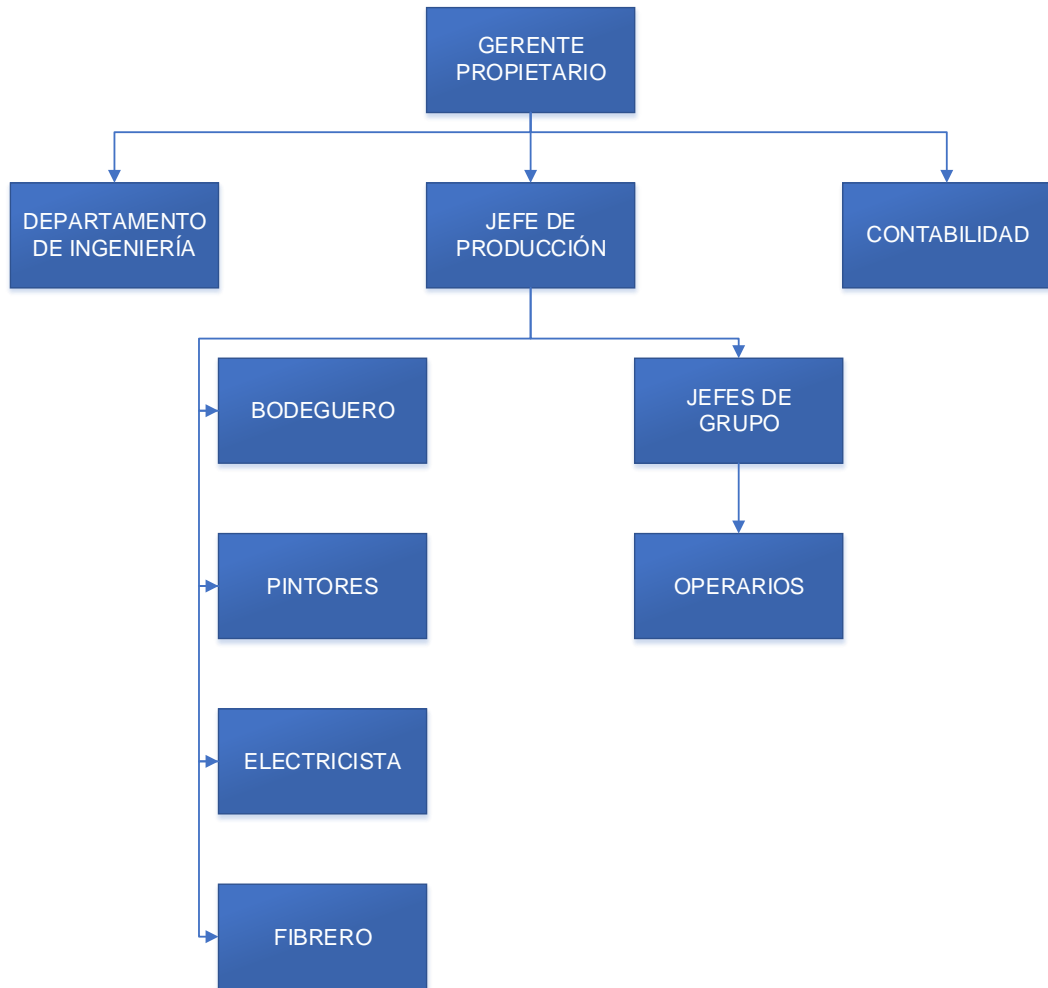 GERENTE
PROPIETARIO
DEPARTAMENTO
DE INGENIERÍA
JEFE DE
PRODUCCIÓN
CONTABILIDAD
BODEGUERO
JEFES DE
GRUPO
PINTORES
OPERARIOS
ELECTRICISTA
FIBRERO